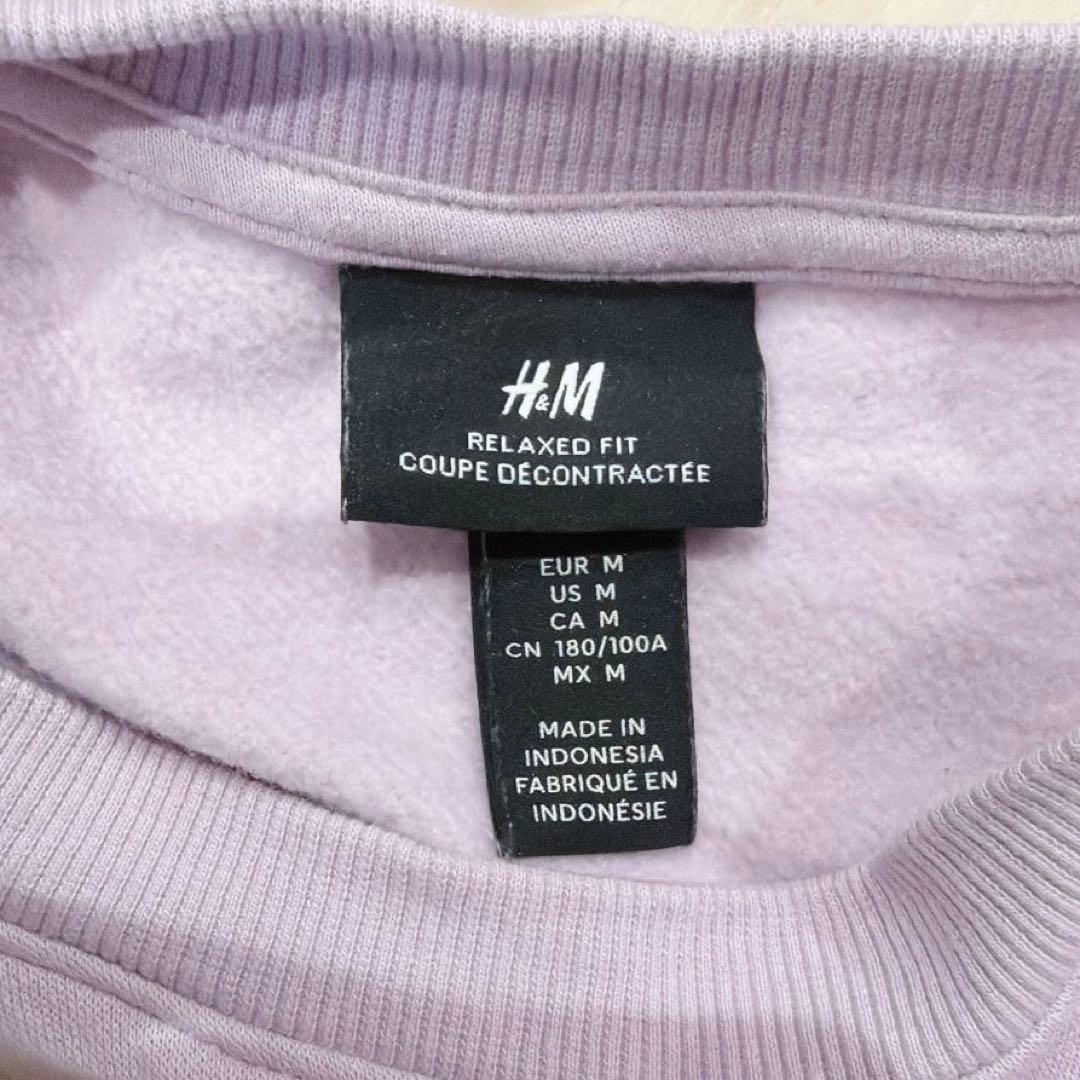 H&M
RELAXED FIT
COUPE DÉCONTRACTÉE
EUR M
US M
CA M
CN 180/100A
MX M
MADE IN
INDONESIA
FABRIQUÉ EN
INDONÉSIE